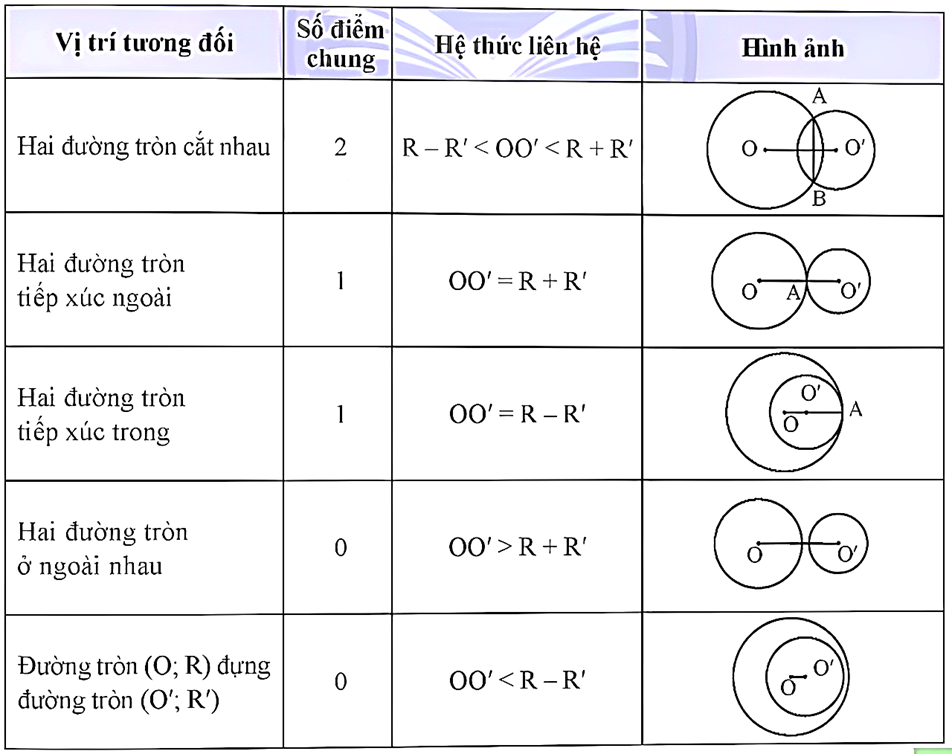 Vị trí tương đối
Số điểm
chung
Hệ thức liên hệ
Hình ảnh
Hai đường tròn cắt nhau
2
R – R′ < OO′ < R + R′
A
O
O′
B
Hai đường tròn
tiếp xúc ngoài
1
OO′ = R + R′
O
A
O′
Hai đường tròn
tiếp xúc trong
1
OO′ = R – R′
O′
O
A
Hai đường tròn
ở ngoài nhau
0
OO′ > R + R′
O
O′
Đường tròn (O; R) đựng
đường tròn (O′; R′)
0
OO′ < R – R′
O
O′